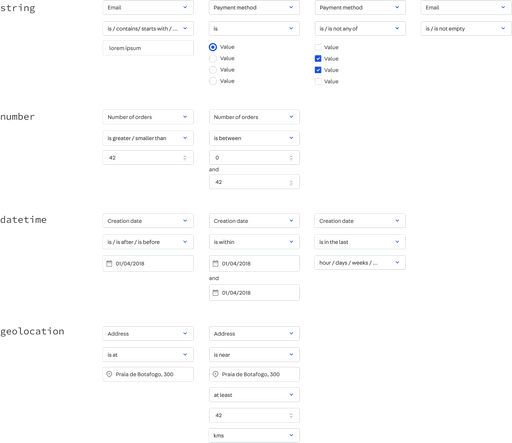 string
Email
is / contains/ starts with / ...
lorem ipsum
Payment method
is
Value
Value
Value
Value
Payment method
is / is not any of
Value
Value
Value
Value
Email
is / is not empty
number
Number of orders
is greater / smaller than
42
Number of orders
is between
0
and
42
datetime
Creation date
is / is after / is before
01/04/2018
Creation date
is within
01/04/2018
and
01/04/2018
Creation date
is in the last
hour / days / weeks / ...
geolocation
Address
is at
Praia de Botafogo, 300
Address
is near
Praia de Botafogo, 300
at least
42
kms